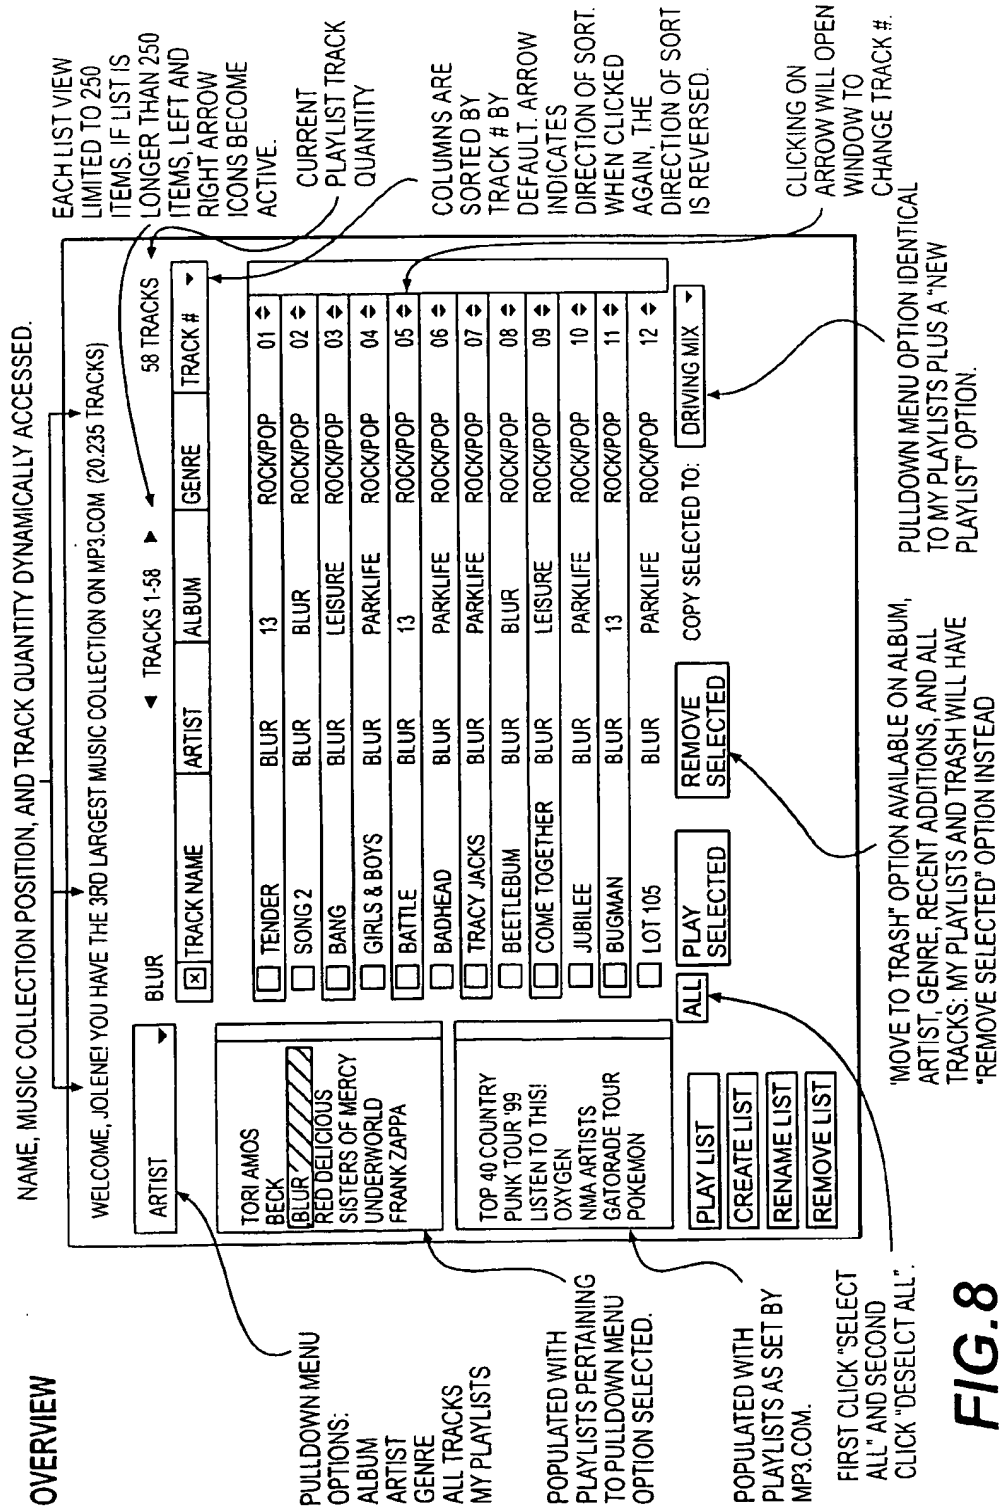 OVERVIEW
NAME, MUSIC COLLECTION POSITION, AND TRACK QUANTITY DYNAMICALLY ACCESSED.
WELCOME, JOLENE! YOU HAVE THE 3RD LARGEST MUSIC COLLECTION ON MP3.COM (20.235 TRACKS)
ARTIST
BLUR
TRACKS 1-58
58 TRACKS
TRACK NAME ARTIST ALBUM GENRE TRACK #
TENDER BLUR 13 ROCK/POP 01
SONG 2 BLUR BLUR ROCK/POP 02
BANG BLUR LEISURE ROCK/POP 03
GIRLS & BOYS BLUR PARKLIFE ROCK/POP 04
BATTLE BLUR 13 ROCK/POP 05
BADHEAD BLUR PARKLIFE ROCK/POP 06
TRACY JACKS BLUR PARKLIFE ROCK/POP 07
BEETLEBUM BLUR BLUR ROCK/POP 08
COME TOGETHER BLUR LEISURE ROCK/POP 09
JUBILEE BLUR PARKLIFE ROCK/POP 10
BUGMAN BLUR 13 ROCK/POP 11
LOT 105 BLUR PARKLIFE ROCK/POP 12
TORI AMOS
BECK
BLUR
RED DELICIOUS
SISTERS OF MERCY
UNDERWORLD
FRANK ZAPPA
TOP 40 COUNTRY
PUNK TOUR '99
LISTEN TO THIS!
OXYGEN
NMA ARTISTS
GATORADE TOUR
POKEMON
PLAY LIST
CREATE LIST
RENAME LIST
REMOVE LIST
ALL
PLAY
SELECTED
REMOVE
SELECTED
COPY SELECTED TO:
DRIVING MIX
PULLDOWN MENU
OPTIONS:
ALBUM
ARTIST
GENRE
ALL TRACKS
MY PLAYLISTS
POPULATED WITH
PLAYLISTS PERTAINING
TO PULLDOWN MENU
OPTION SELECTED.
POPULATED WITH
PLAYLISTS AS SET BY
MP3.COM.
FIRST CLICK "SELECT
ALL" AND SECOND
CLICK "DESELCT ALL".
'MOVE TO TRASH" OPTION AVAILABLE ON ALBUM,
ARTIST, GENRE, RECENT ADDITIONS, AND ALL
TRACKS: MY PLAYLISTS AND TRASH WILL HAVE
"REMOVE SELECTED" OPTION INSTEAD
PULLDOWN MENU OPTION IDENTICAL
TO MY PLAYLISTS PLUS A "NEW
PLAYLIST" OPTION.
EACH LIST VIEW
LIMITED TO 250
ITEMS. IF LIST IS
LONGER THAN 250
ITEMS, LEFT AND
RIGHT ARROW
ICONS BECOME
ACTIVE.
CURRENT
PLAYLIST TRACK
QUANTITY
COLUMNS ARE
SORTED BY
TRACK # BY
DEFAULT. ARROW
INDICATES
DIRECTION OF SORT.
WHEN CLICKED
AGAIN, THE
DIRECTION OF SORT
IS REVERSED.
CLICKING ON
ARROW WILL OPEN
WINDOW TO
CHANGE TRACK #.
FIG.8